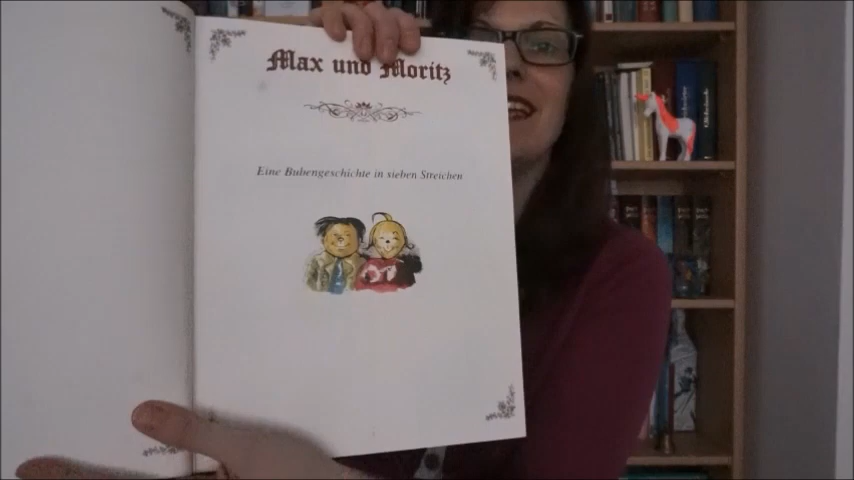 Max und Moritz
Eine Bubengeschichte in sieben Streichen